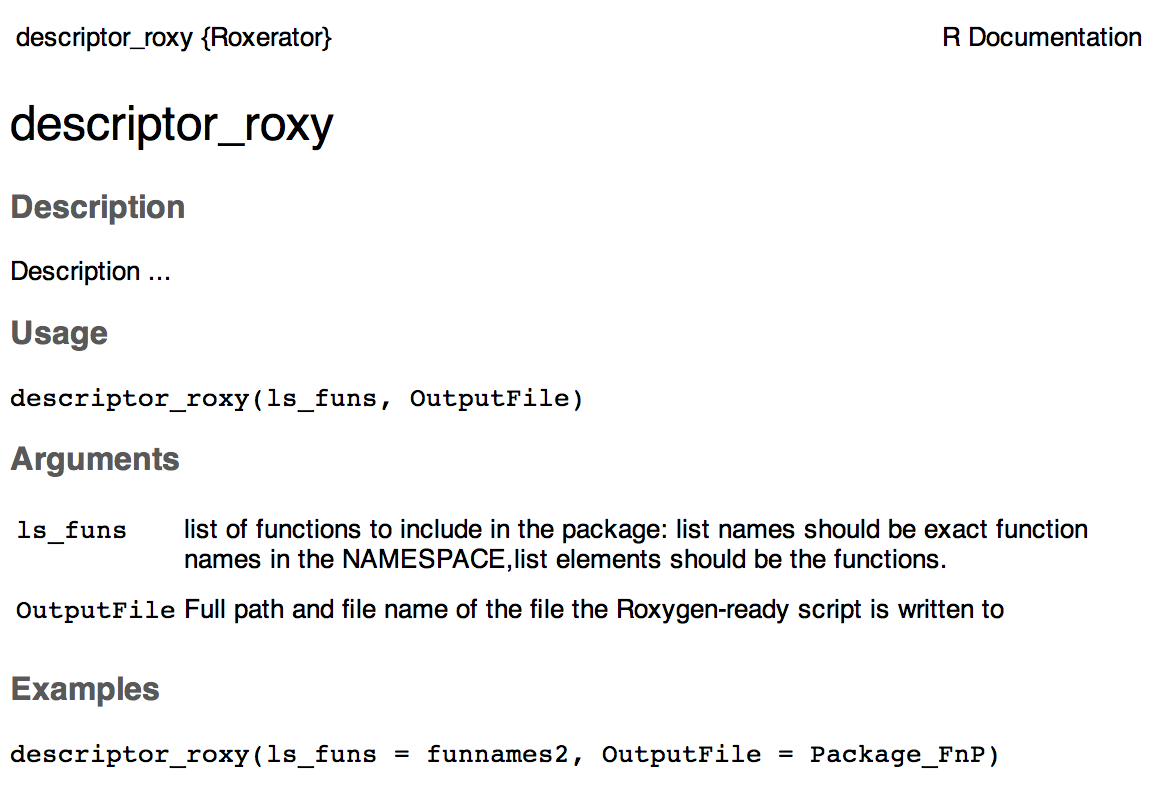 descriptor_roxy {Roxerator} R Documentation
descriptor_roxy
Description
Description ...
Usage
descriptor_roxy(ls_funs, OutputFile)
Arguments
ls_funs list of functions to include in the package: list names should be exact function
names in the NAMESPACE,list elements should be the functions.
OutputFile Full path and file name of the file the Roxygen-ready script is written to
Examples
descriptor_roxy(ls_funs = funnames2, OutputFile = Package_FnP)